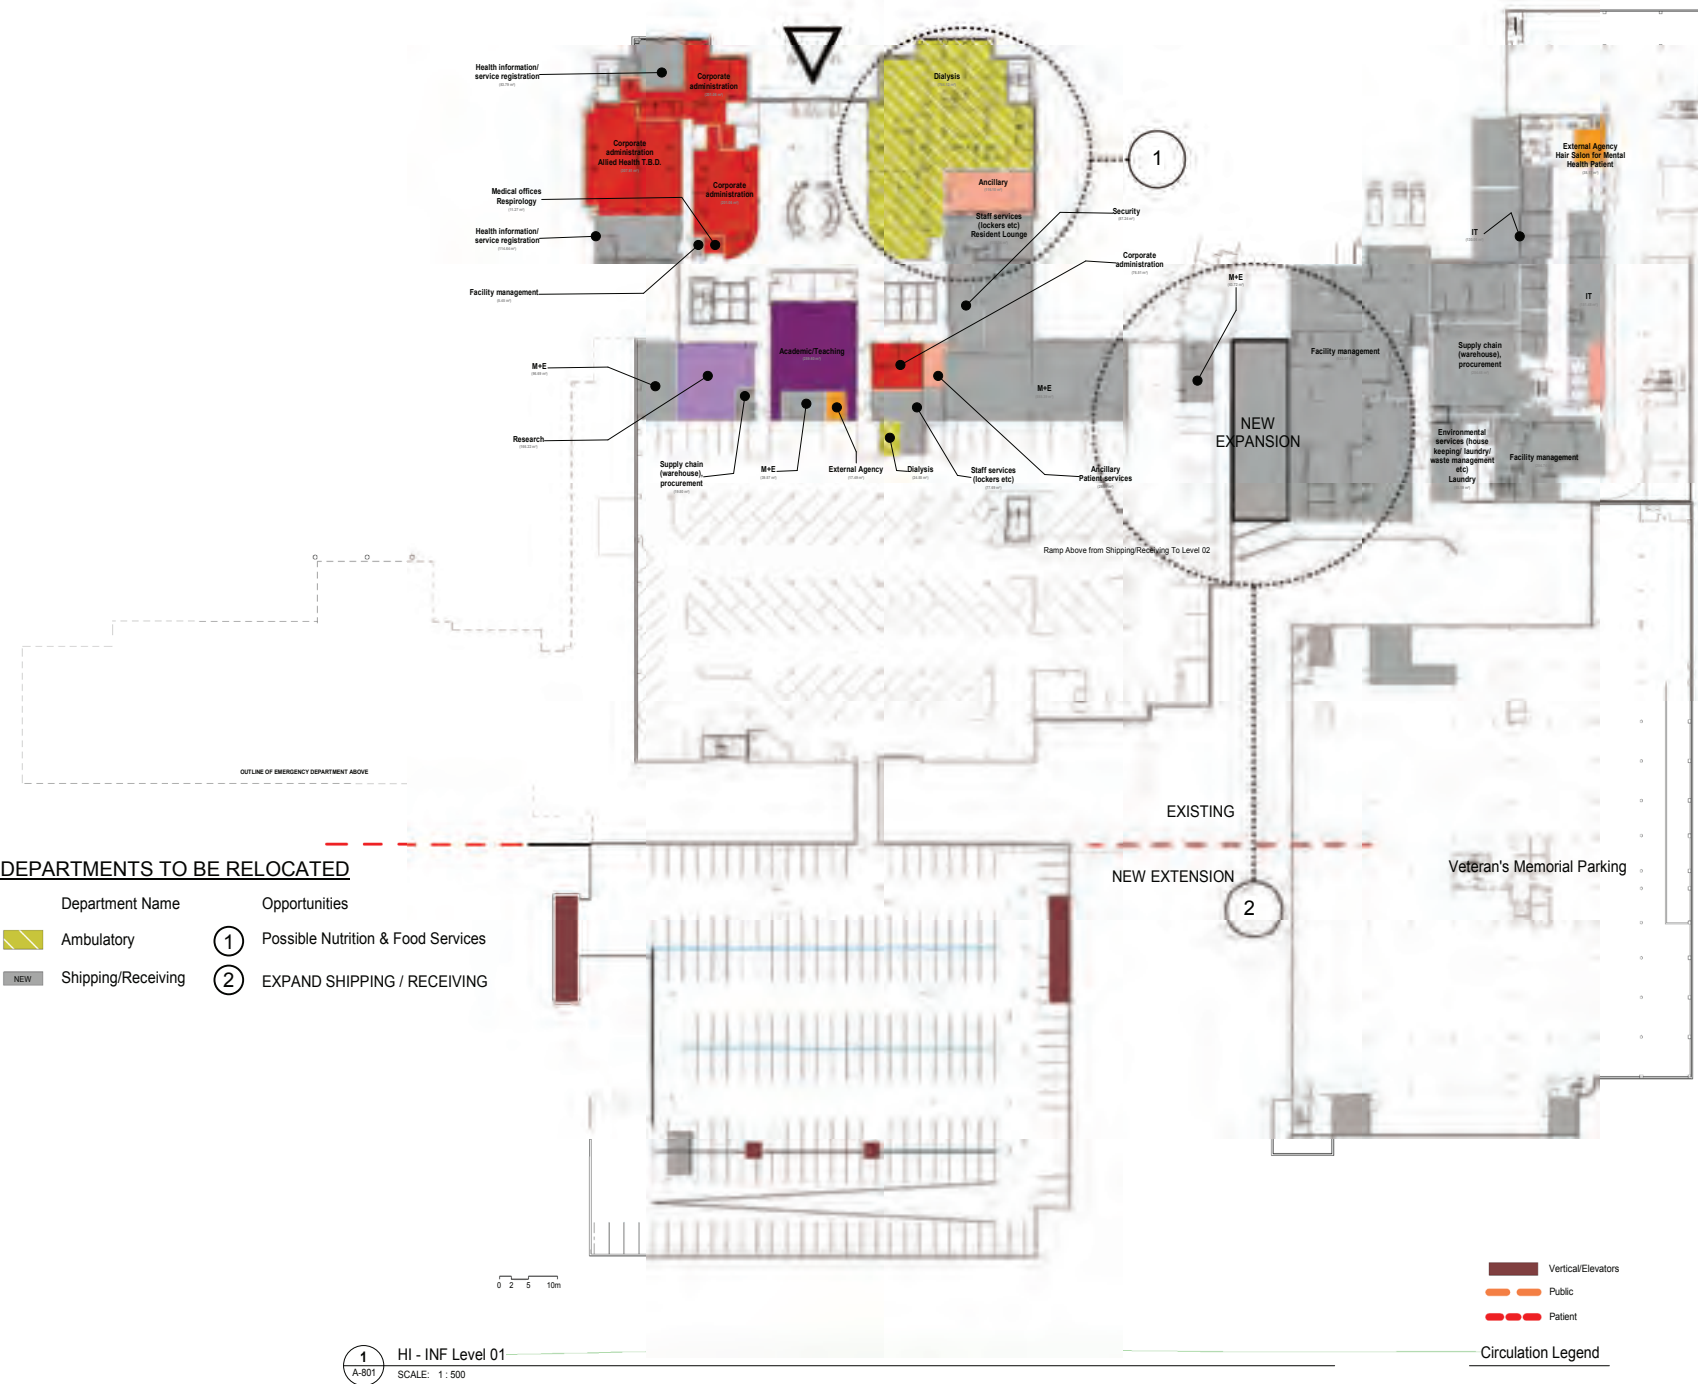 Health information/
service registration
Corporate
administration
Dialysis
Corporate
administration
Allied Health T.B.D.
Corporate
administration
Medical offices
Respirology
Health information/
service registration
Facility management
Ancillary
Staff services
(lockers etc)
Resident Lounge
1
Security
Corporate
administration
M+E
External Agency
Hair Salon for Mental
Health Patient
IT
IT
M+E
Research
Academic/Teaching
M+E
Facility management
Supply chain
(warehouse),
procurement
NEW
EXPANSION
Environmental
services (house
keeping/ laundry/
waste management
etc)
Laundry
Facility management
Supply chain
(warehouse),
procurement
M+E
External Agency
Dialysis
Staff services
(lockers etc)
Ancillary
Patient services
Ramp Above from Shipping/Receiving To Level 02
OUTLINE OF EMERGENCY DEPARTMENT ABOVE
EXISTING
NEW EXTENSION
2
Veteran's Memorial Parking
DEPARTMENTS TO BE RELOCATED
Department Name
Opportunities
Ambulatory
1
Possible Nutrition & Food Services
NEW
Shipping/Receiving
2
EXPAND SHIPPING / RECEIVING
0 2 5 10m
Vertical/Elevators
Public
Patient
Circulation Legend
1
A-801
HI - INF Level 01
SCALE: 1 : 500